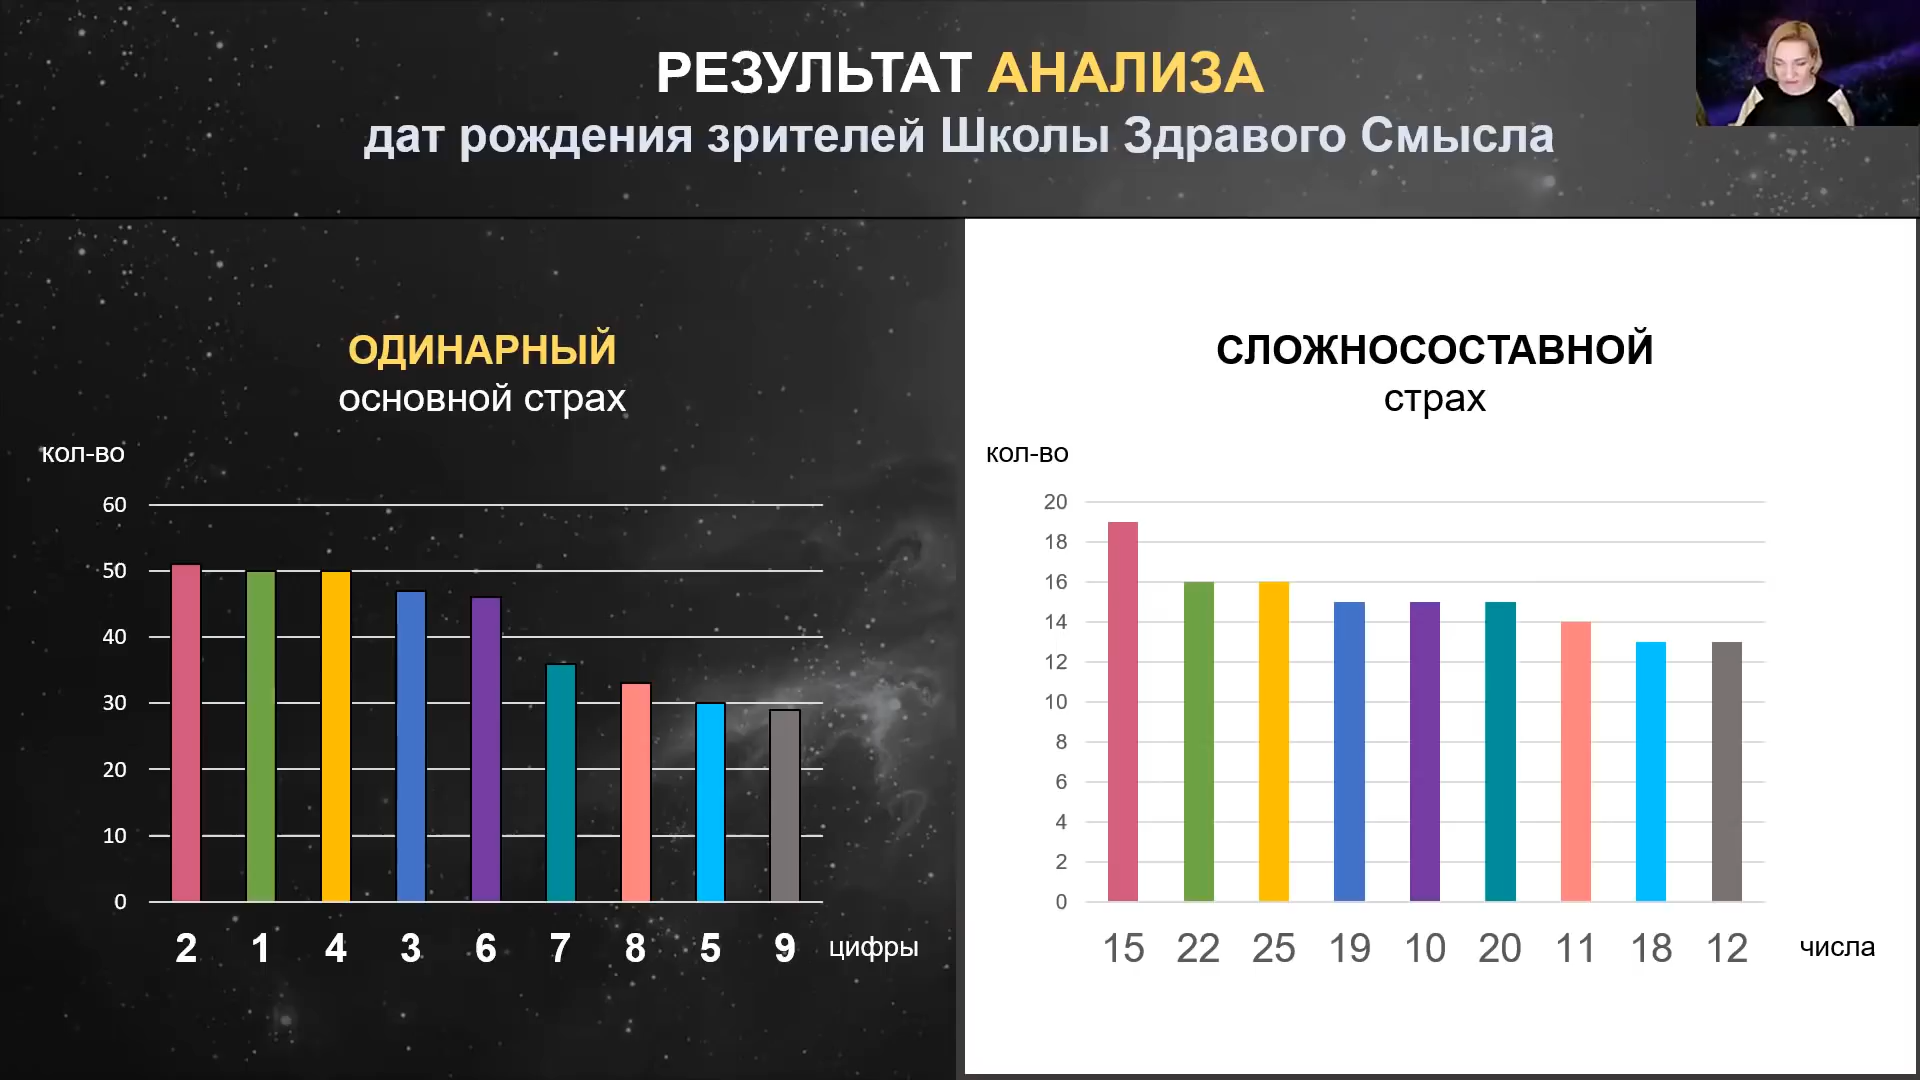 РЕЗУЛЬТАТ АНАЛИЗА
дат рождения зрителей Школы Здравого Смысла
ОДИНАРНЫЙ
основной страх
кол-во
60
50
40
30
20
10
0
2 1 4 3 6 7 8 5 9 цифры
СЛОЖНОСОСТАВНОЙ
страх
кол-во
20
18
16
14
12
10
8
6
4
2
0
15 22 25 19 10 20 11 18 12 числа